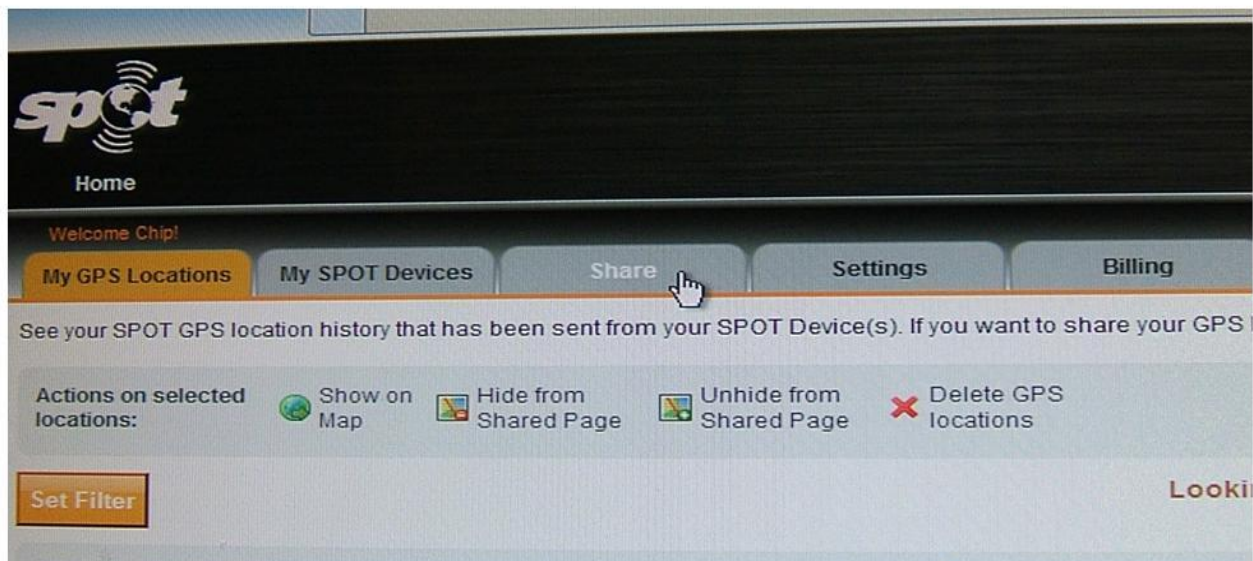 spot
Home
Welcome Chip!
My GPS Locations My SPOT Devices Share Settings Billing
See your SPOT GPS location history that has been sent from your SPOT Device(s). If you want to share your GPS
Actions on selected
locations:
Show on
Map
Hide from
Shared Page
Unhide from
Shared Page
Delete GPS
locations
Set Filter
Looki